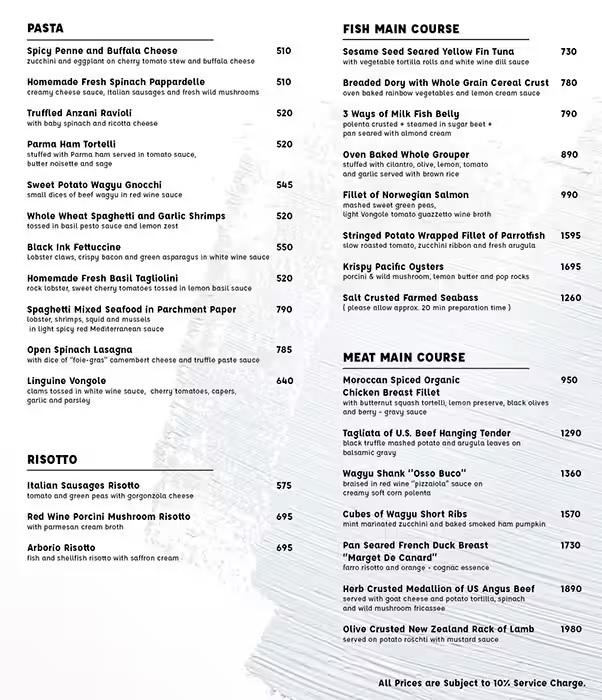 PASTA
Spicy Penne and Buffala Cheese 510
zucchini and eggplant on cherry tomato stew and buffala cheese
Homemade Fresh Spinach Pappardelle 510
creamy cheese sauce, italian sausages and fresh wild mushrooms
Truffled Anzani Ravioli 520
with baby spinach and ricotta cheese
Parma Ham Tortelli 520
stuffed with Parma ham served in tomato sauce,
butter noisette and sage
Sweet Potato Wagyu Gnocchi 545
small dices of beef wagyu in red wine sauce
Whole Wheat Spaghetti and Garlic Shrimps 520
tossed in basil pesto sauce and lemon zest
Black Ink Fettuccine 550
Lobster claws, crispy bacon and green asparagus in white wine sauce
Homemade Fresh Basil Tagliolini 520
rock lobster, sweet cherry tomatoes tossed in lemon basil sauce
Spaghetti Mixed Seafood in Parchment Paper 790
lobster, shrimps, squid and mussels
in light spicy red Mediterranean sauce
Open Spinach Lasagna 785
with dice of "foie-gras" camembert cheese and truffle paste sauce
Linguine Vongole 640
clams tossed in white wine sauce, cherry tomatoes, capers,
garlic and parsley
RISOTTO
Italian Sausages Risotto 575
tomato and green peas with gorgonzola cheese
Red Wine Porcini Mushroom Risotto 695
with parmesan cream broth
Arborio Risotto 695
fish and shellfish risotto with saffron cream
FISH MAIN COURSE
Sesame Seed Seared Yellow Fin Tuna 730
with vegetable tortilla rolls and white wine dill sauce
Breaded Dory with Whole Grain Cereal Crust 780
oven baked rainbow vegetables and lemon cream sauce
3 Ways of Milk Fish Belly 790
polenta crusted + steamed in sugar beet +
pan seared with almond cream
Oven Baked Whole Grouper 890
stuffed with cilantro, olive, lemon, tomato
and garlic served with brown rice
Fillet of Norwegian Salmon 990
mashed sweet green peas,
light Vongole tomato guazzetto wine broth
Stringed Potato Wrapped Fillet of Parrotfish 1595
slow roasted tomato, zucchini ribbon and fresh arugula
Krispy Pacific Oysters 1695
porcini & wild mushroom, lemon butter and pop rocks
Salt Crusted Farmed Seabass 1260
( please allow approx. 20 min preparation time )
MEAT MAIN COURSE
Moroccan Spiced Organic 950
Chicken Breast Fillet
with butternut squash tortelli, lemon preserve, black olives
and berry - gravy sauce
Tagliata of U.S. Beef Hanging Tender 1290
black truffle mashed potato and arugula leaves on
balsamic gravy
Wagyu Shank "Osso Buco" 1360
braised in red wine "pizzaiola" sauce on
creamy soft corn polenta
Cubes of Wagyu Short Ribs 1570
mint marinated zucchini and baked smoked ham pumpkin
Pan Seared French Duck Breast 1730
"Marget De Canard"
farro risotto and orange - cognac essence
Herb Crusted Medallion of US Angus Beef 1890
served with goat cheese and potato tortilla, spinach
and wild mushroom fricassee
Olive Crusted New Zealand Rack of Lamb 1980
served on potato roschti with mustard sauce
All Prices are Subject to 10% Service Charge.